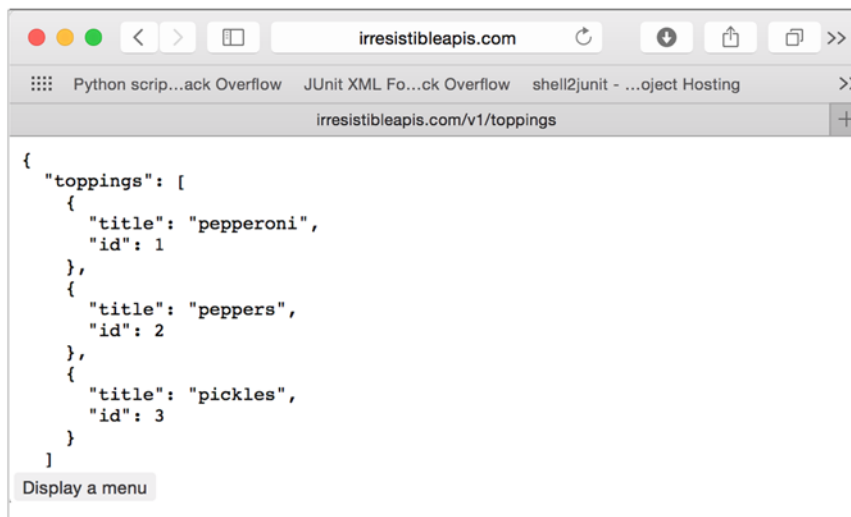 irresistibleapis.com
Python scrip...ack Overflow JUnit XML Fo...ck Overflow shell2junit - ...oject Hosting
irresistibleapis.com/v1/toppings
{
"toppings": [
{
"title": "pepperoni",
"id": 1
},
{
"title": "peppers",
"id": 2
},
{
"title": "pickles",
"id": 3
}
]
Display a menu